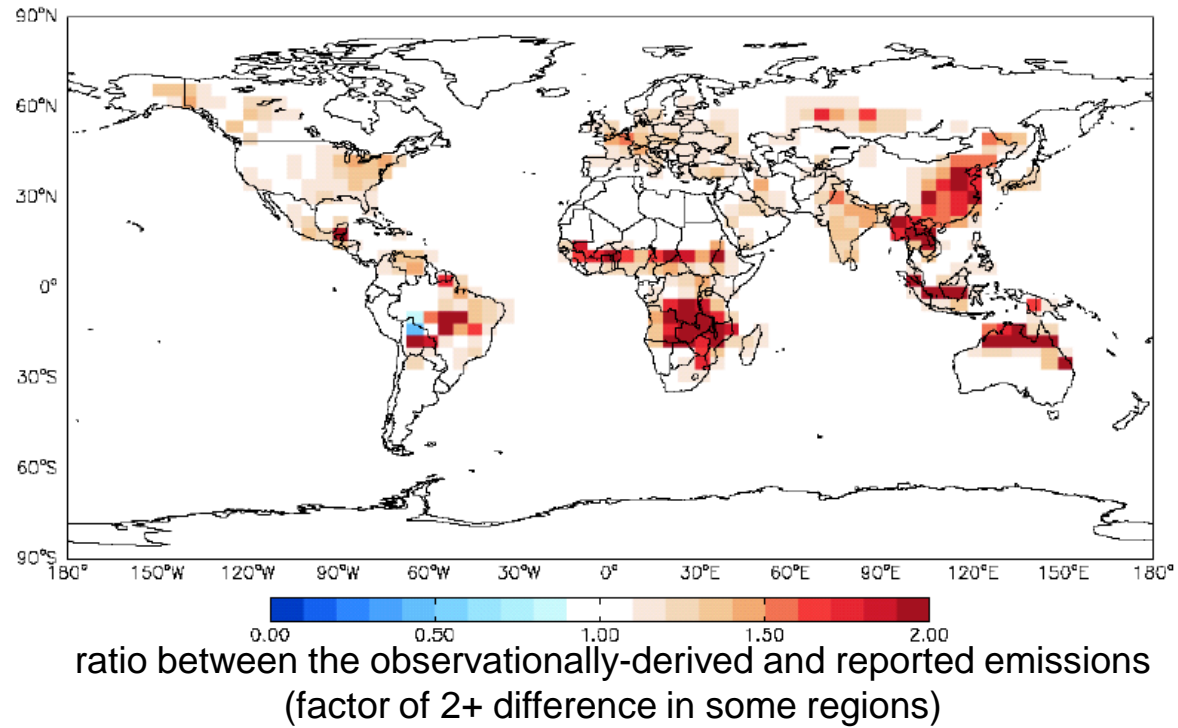 90°N
60°N
30°N
0°
30°S
60°S
90°S
180° 150°W 120°W 90°W 60°W 30°W 0° 30°E 60°E 90°E 120°E 150°E 180°
0.00 0.50 1.00 1.50 2.00
ratio between the observationally-derived and reported emissions
(factor of 2+ difference in some regions)